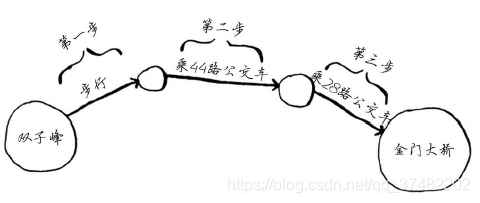 第一步
第二步
第三步
步行
乘44路公交车
乘28路公交车
双子峰
金门大桥
https://blog.csdn.net/qq_37482202